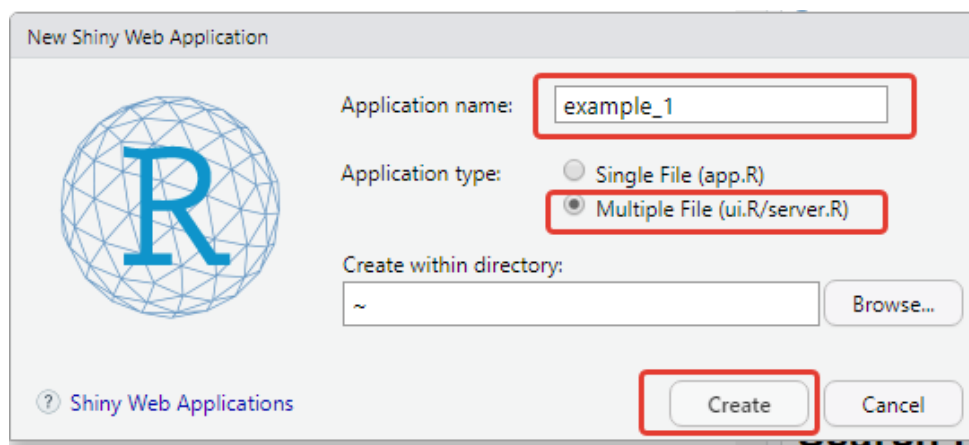 New Shiny Web Application
R
Application name: example_1
Application type: Single File (app.R)
Multiple File (ui.R/server.R)
Create within directory:
~ Browse...
? Shiny Web Applications Create Cancel